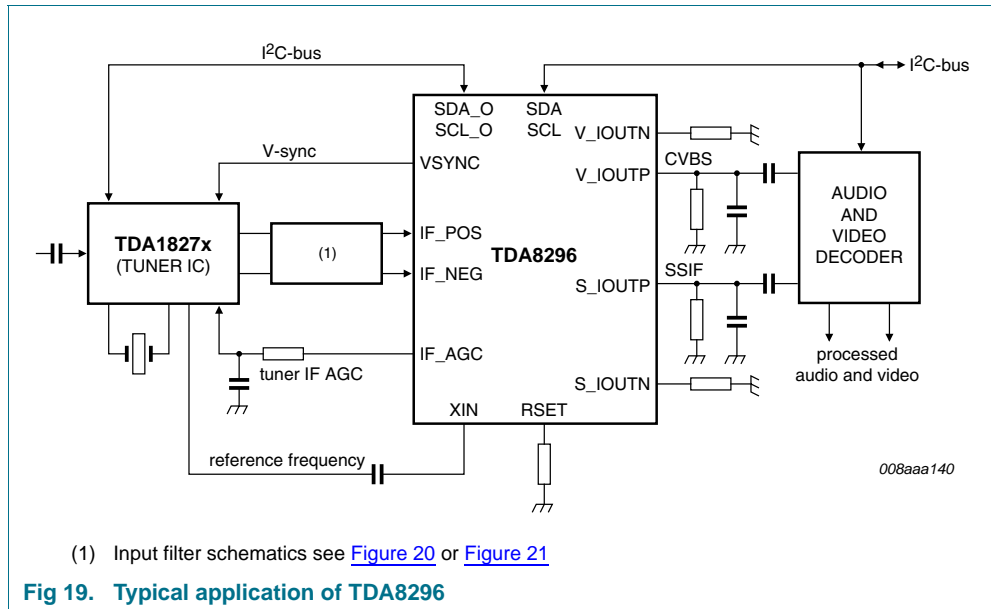 I2C-bus
I2C-bus
SDA_O
SCL_O
SDA
SCL
V_IOUTN
V-sync
VSYNC
CVBS
V_IOUTP
AUDIO
AND
VIDEO
DECODER
TDA1827x
(TUNER IC)
(1)
IF_POS
IF_NEG
TDA8296
SSIF
S_IOUTP
IF_AGC
tuner IF AGC
processed
audio and video
S_IOUTN
XIN
RSET
reference frequency
008aaa140
(1) Input filter schematics see Figure 20 or Figure 21
Fig 19. Typical application of TDA8296